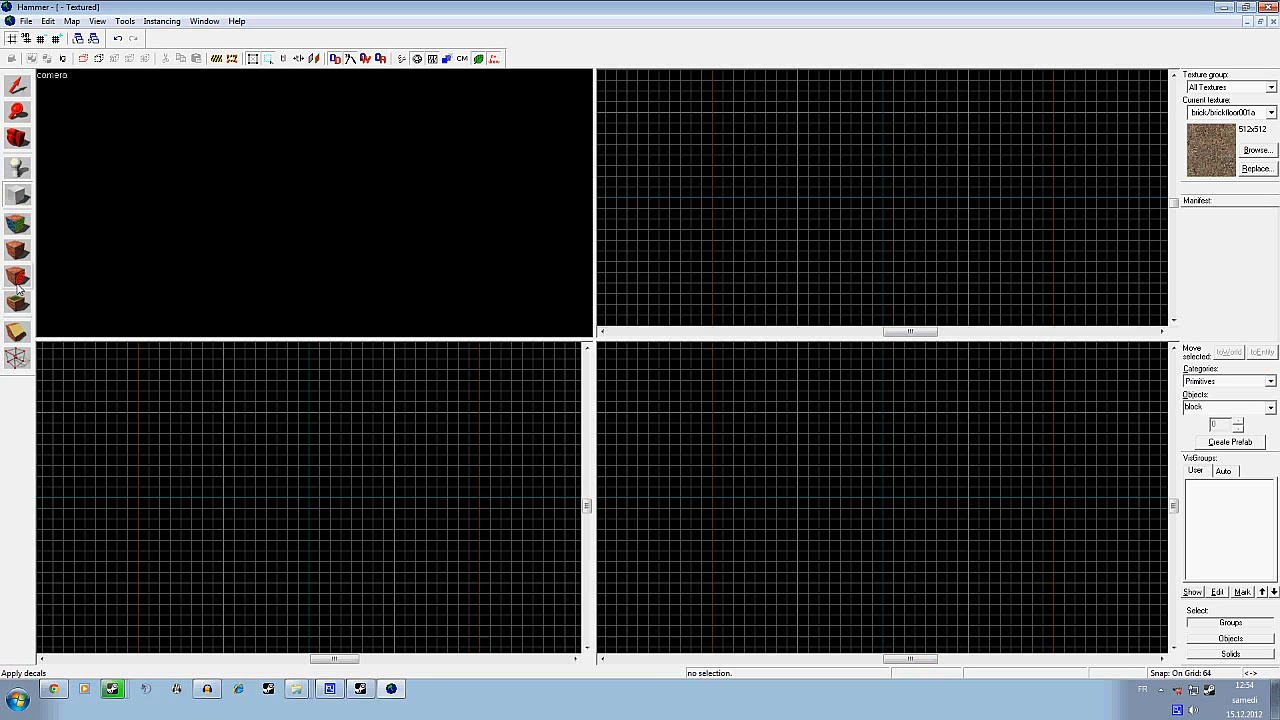 Hammer - [ - Textured]
File Edit Map View Tools Instancing Window Help
CM
camera
Texture group:
All Textures
Current texture:
brick/brickfloor001a
512x512
Browse...
Replace...
Manifest:
Move
selected:
toWorld
toEntity
Categories:
Primitives
Objects:
block
0
Create Prefab
VisGroups:
User Auto
Show Edit Mark
Select:
Groups
Objects
Solids
Apply decals
no selection.
Snap: On Grid: 64
<->
FR
12:54
samedi
15.12.2012